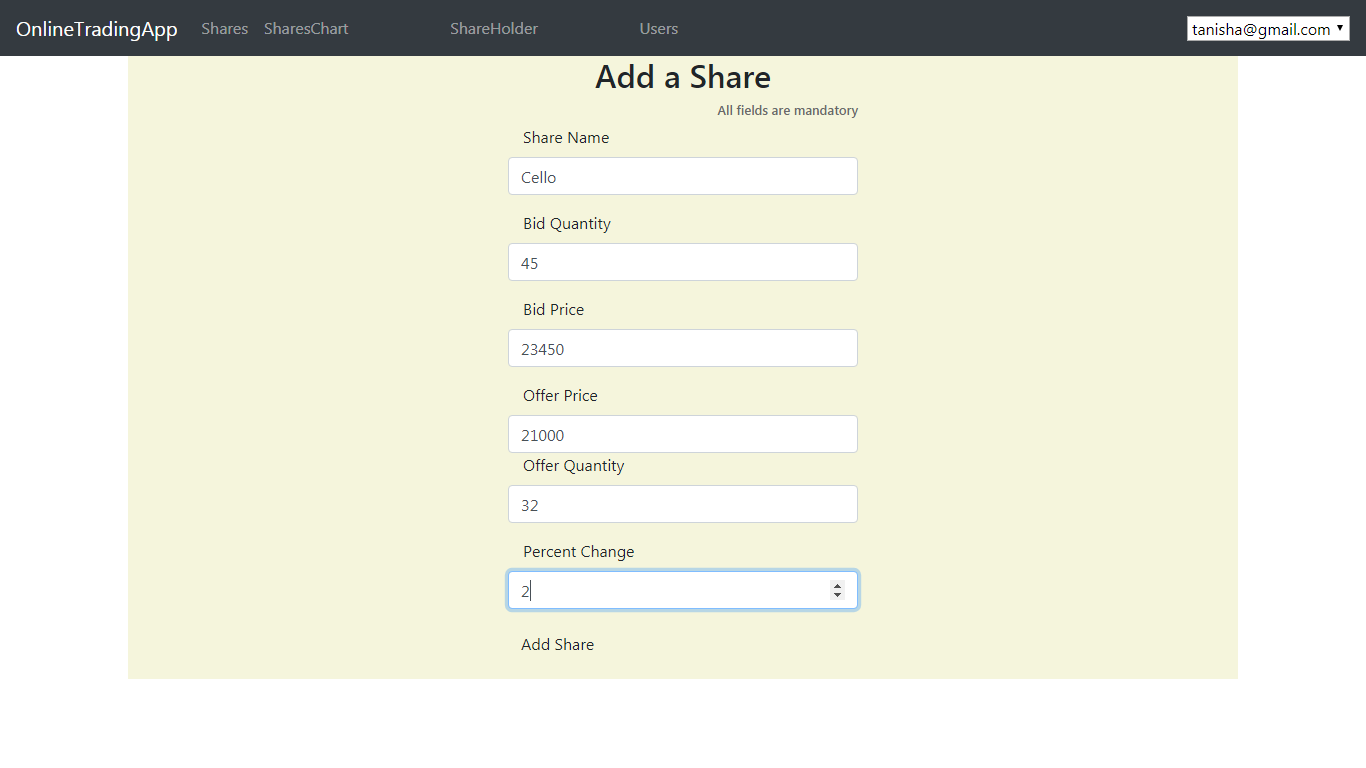 OnlineTradingApp Shares SharesChart ShareHolder Users tanisha@gmail.com
Add a Share
All fields are mandatory
Share Name
Cello
Bid Quantity
45
Bid Price
23450
Offer Price
21000
Offer Quantity
32
Percent Change
2
Add Share